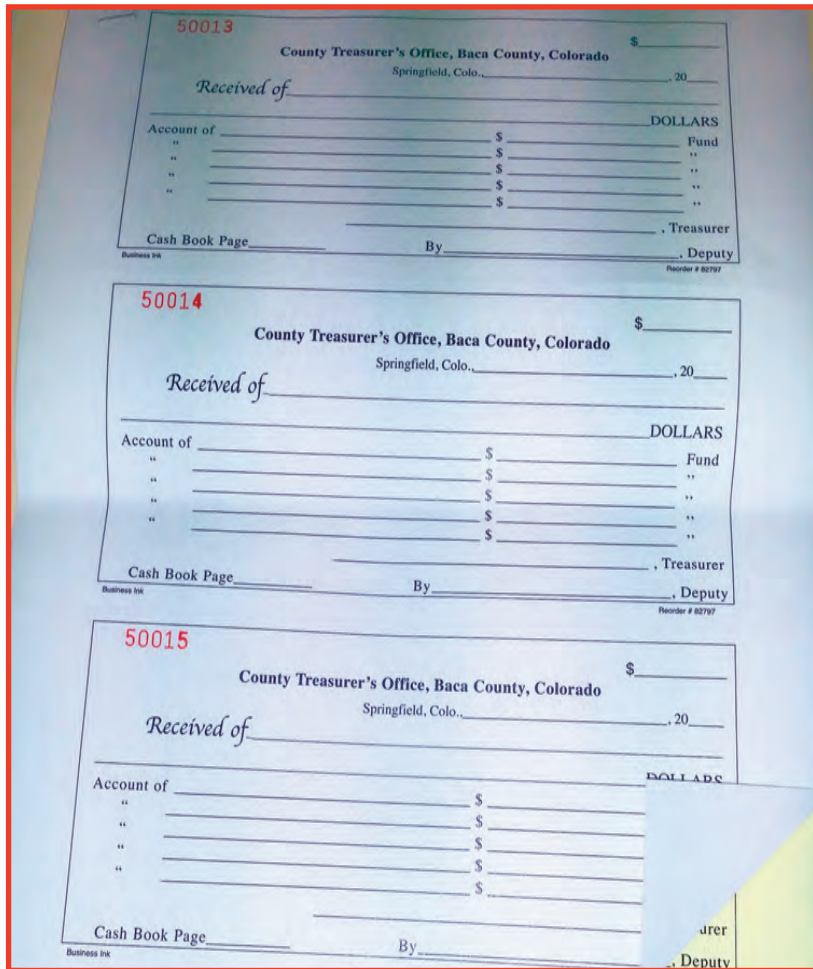 50013
$
County Treasurer's Office, Baca County, Colorado
Springfield, Colo., , 20
Received of
DOLLARS
Account of $ Fund
" $ "
" $ "
" $ "
" $ "
, Treasurer
Cash Book Page By , Deputy
Business Ink Reorder # 82797
50014
$
County Treasurer's Office, Baca County, Colorado
Springfield, Colo., , 20
Received of
DOLLARS
Account of $ Fund
" $ "
" $ "
" $ "
" $ "
, Treasurer
Cash Book Page By , Deputy
Business Ink Reorder # 82797
50015
$
County Treasurer's Office, Baca County, Colorado
Springfield, Colo., , 20
Received of
DOLLARS
Account of $
" $
" $
" $
" $
urer
Cash Book Page By , Deputy
Business Ink